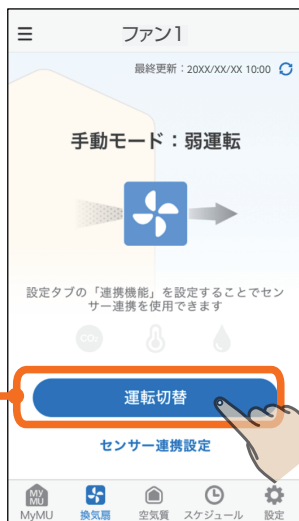 ファン1
最終更新：20XX/XX/XX 10:00
手動モード：弱運転
設定タブの「連携機能」を設定することでセン
サー連携を使用できます
CO₂
運転切替
センサー連携設定
MY
MU
MyMU 換気扇 空気質 スケジュール 設定